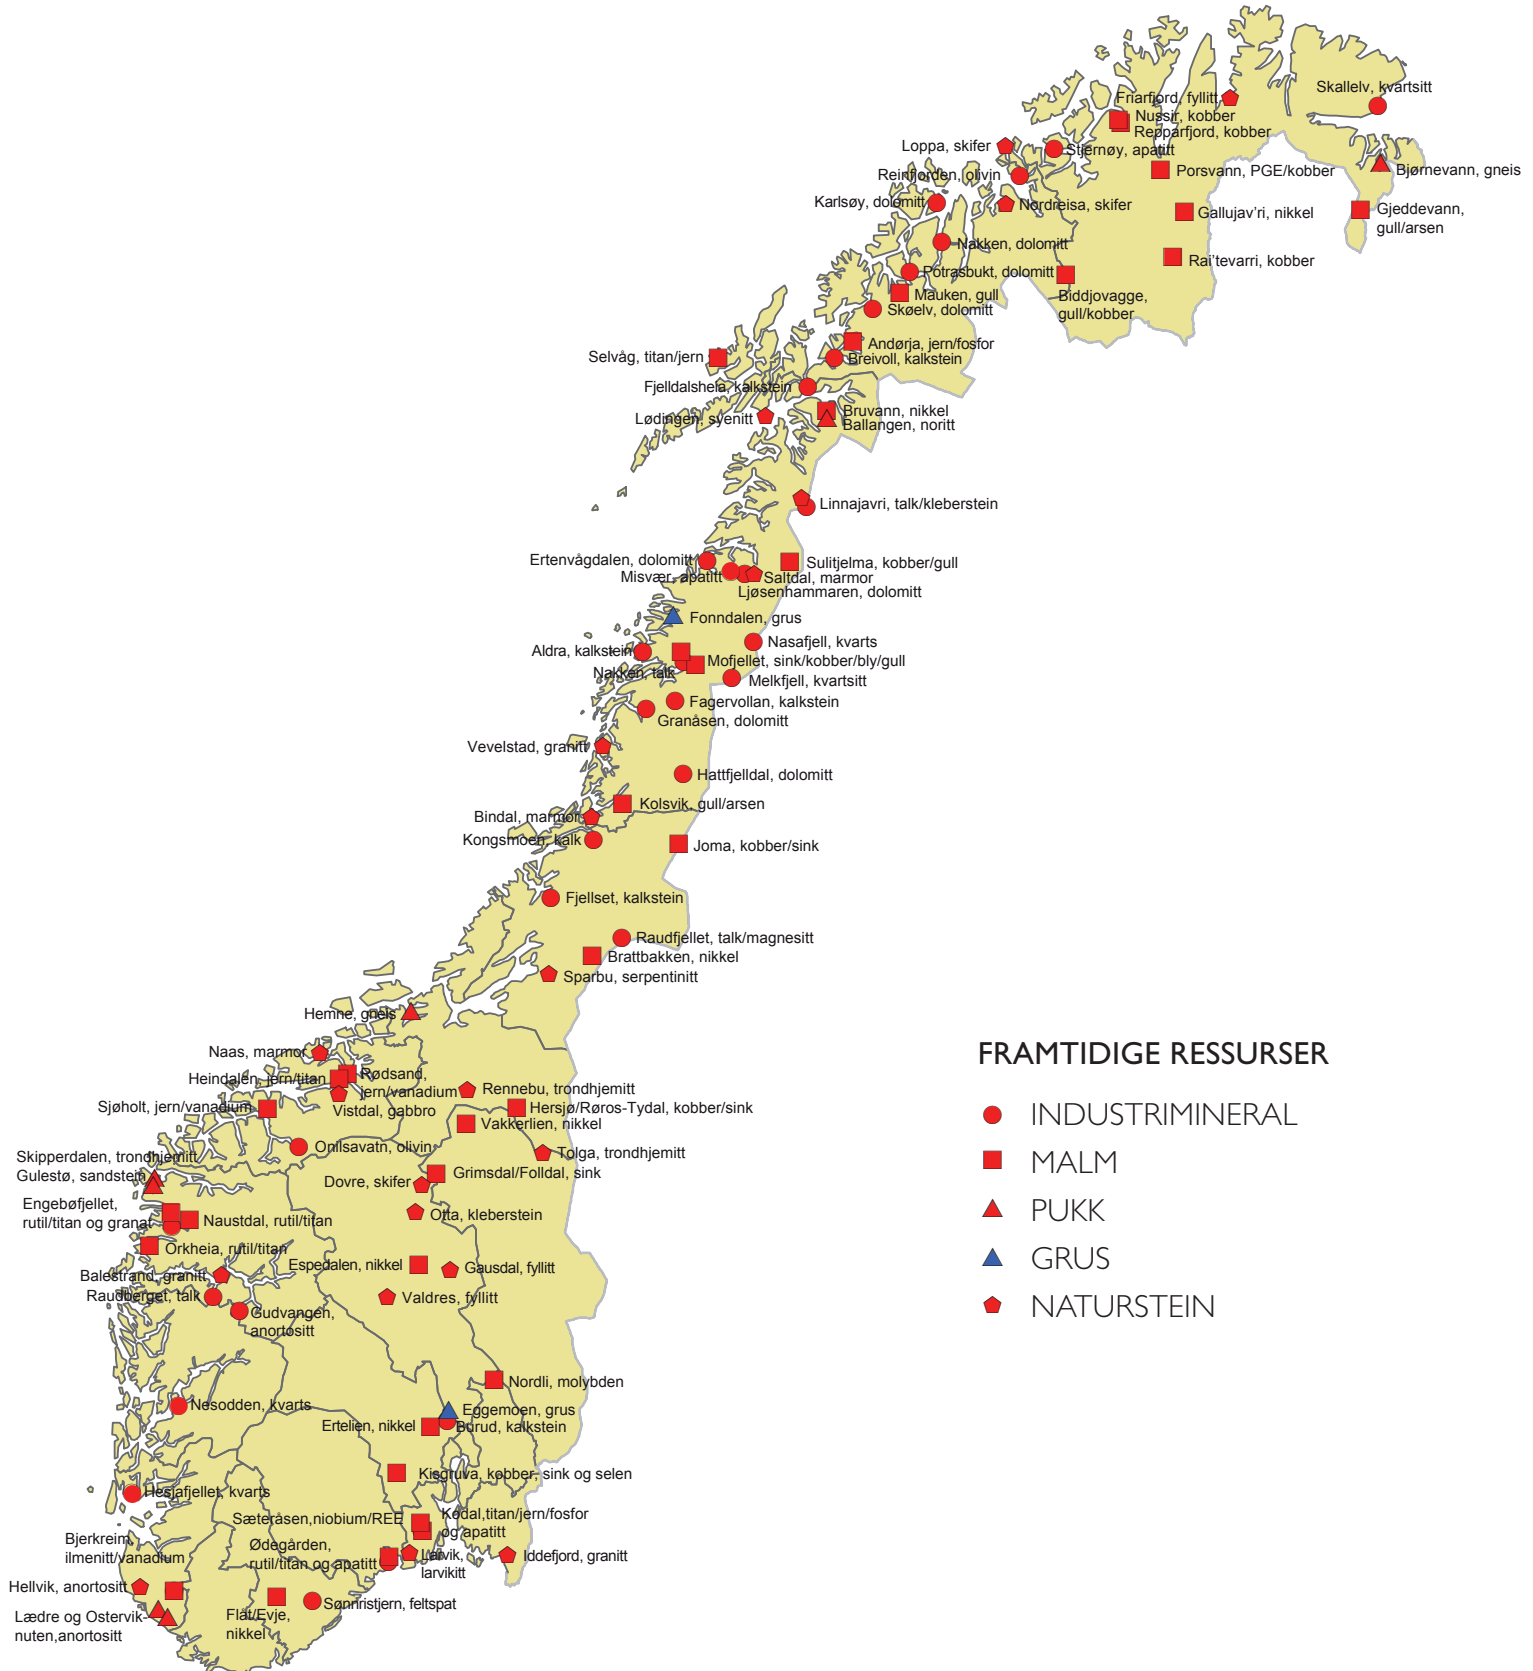 Skallelv, kvartsitt
Friarfjord, fyllitt
Nussir, kobber
Repparfjord, kobber
Loppa, skifer
Stjernøy, apatitt
Porsvann, PGE/kobber
Bjørnevann, gneis
Reinfjorden, olivin
Karlsøy, dolomitt
Nordreisa, skifer
Gallujav'ri, nikkel
Gjeddevann,
gull/arsen
Nakken, dolomitt
Rai'tevarri, kobber
Potrasbukt, dolomitt
Mauken, gull
Biddjovagge,
gull/kobber
Skøelv, dolomitt
Andørja, jern/fosfor
Selvåg, titan/jern
Breivoll, kalkstein
Fjelldalsheia, kalkstein
Bruvann, nikkel
Lødingen, syenitt
Ballangen, noritt
Linnajavri, talk/kleberstein
Ertenvågdalen, dolomitt
Sulitjelma, kobber/gull
Misvær, apatitt
Saltdal, marmor
Ljøsenhammaren, dolomitt
Fonndalen, grus
Nasafjell, kvarts
Aldra, kalkstein
Mofjellet, sink/kobber/bly/gull
Nakken, talk
Melkfjell, kvartsitt
Fagervollan, kalkstein
Granåsen, dolomitt
Vevelstad, granitt
Hattfjelldal, dolomitt
Kolsvik, gull/arsen
Bindal, marmor
Kongsmoen, kalk
Joma, kobber/sink
Fjellset, kalkstein
Raudfjellet, talk/magnesitt
Brattbakken, nikkel
Sparbu, serpentinitt
Hemne, gneis
Naas, marmor
Heindalen, jern/titan
Rødsand,
jern/vanadium
Rennebu, trondhjemitt
Sjøholt, jern/vanadium
Vistdal, gabbro
Hersjø/Røros-Tydal, kobber/sink
Vakkerlien, nikkel
Onilsavatn, olivin
Tolga, trondhjemitt
Skipperdalen, trondhjemitt
Gulestø, sandstein
Grimsdal/Folldal, sink
Dovre, skifer
Engebøfjellet,
rutil/titan og granat
Naustdal, rutil/titan
Otta, kleberstein
Orkheia, rutil/titan
Espedalen, nikkel
Gausdal, fyllitt
Balestrand, granitt
Raudberget, talk
Valdres, fyllitt
Gudvangen,
anortositt
Nordli, molybden
Nesodden, kvarts
Eggemoen, grus
Ertelien, nikkel
Burud, kalkstein
Kisgruva, kobber, sink og selen
Hesjafjellet, kvarts
Sæteråsen,niobium/REE
Kodal,titan/jern/fosfor
og apatitt
Bjerkreim,
ilmenitt/vanadium
Ødegården,
rutil/titan og apatitt
Larvik,
larvikitt
Iddefjord, granitt
Hellvik, anortositt
Lædre og Ostervik-
nuten,anortositt
Flåt/Evje,
nikkel
Sønnristjern, feltspat
FRAMTIDIGE RESSURSER
INDUSTRIMINERAL
MALM
PUKK
GRUS
NATURSTEIN